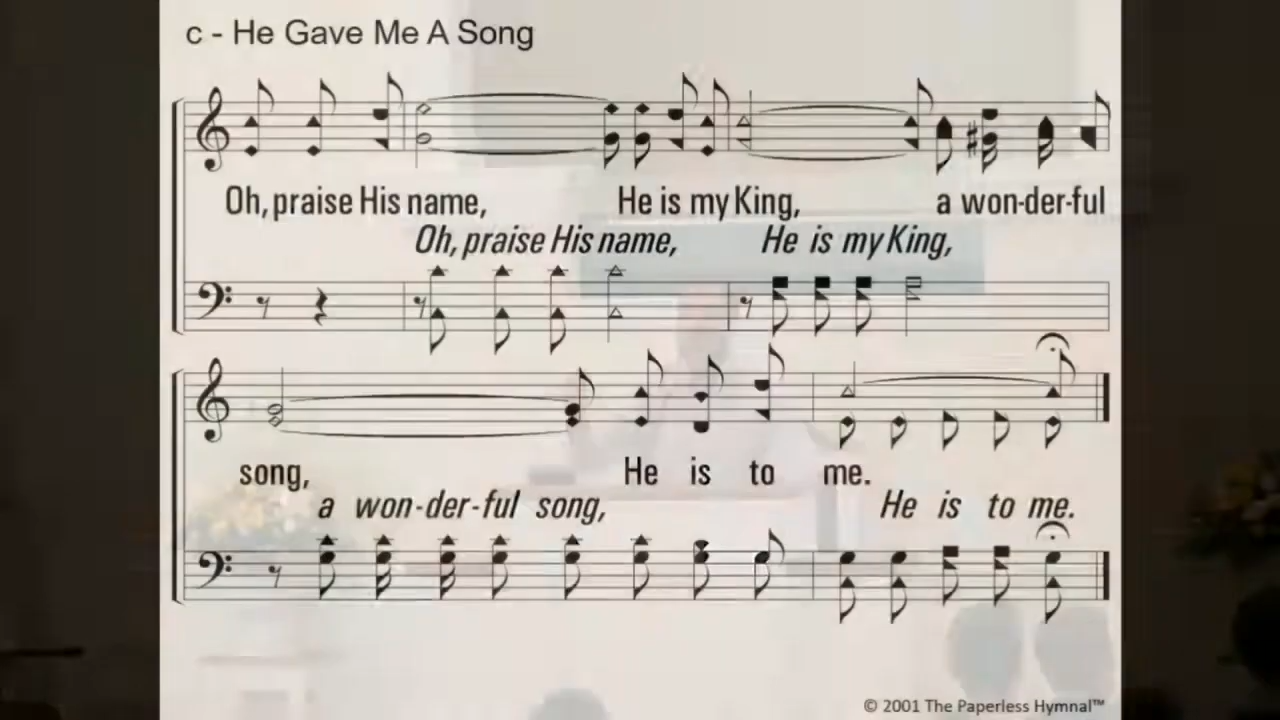 c - He Gave Me A Song
Oh, praise His name, He is my King, a won-der-ful
Oh, praise His name, He is my King,
song, He is to me.
a won-der-ful song, He is to me.
© 2001 The Paperless Hymnal™